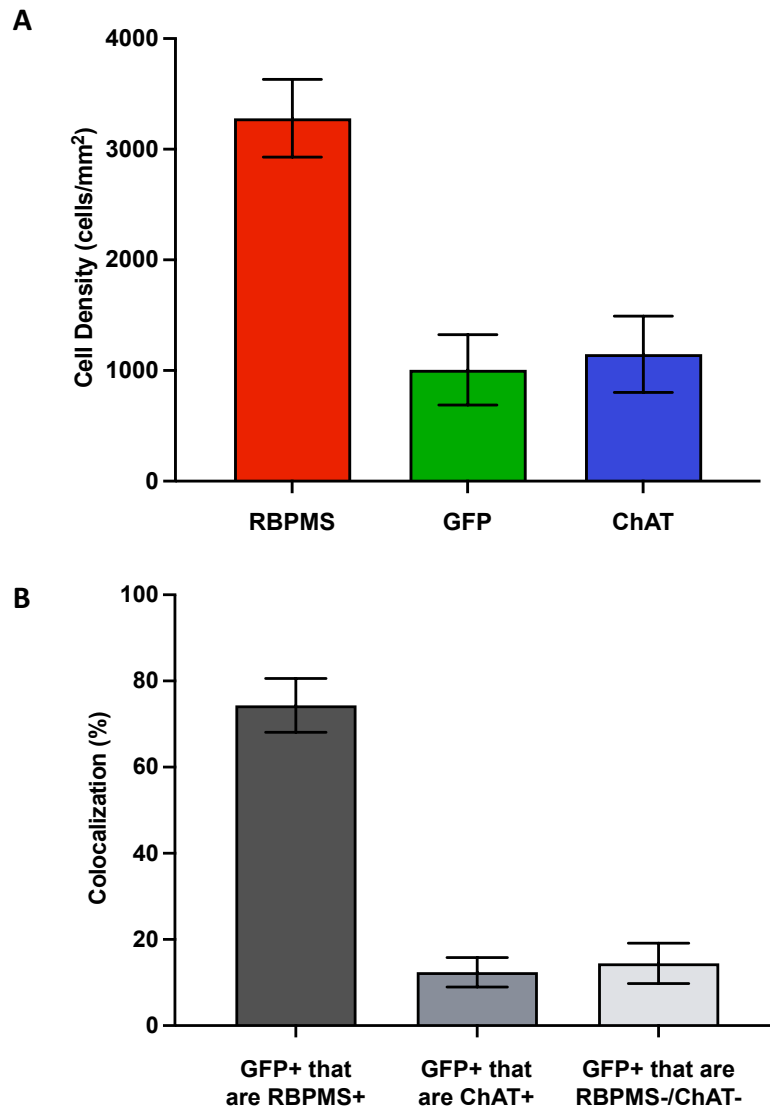 A
4000
3000
2000
1000
0
Cell Density (cells/mm²)
RBPMS GFP ChAT
B
100
80
60
40
20
0
Colocalization (%)
GFP+ that
are RBPMS+
GFP+ that
are ChAT+
GFP+ that are
RBPMS-/ChAT-